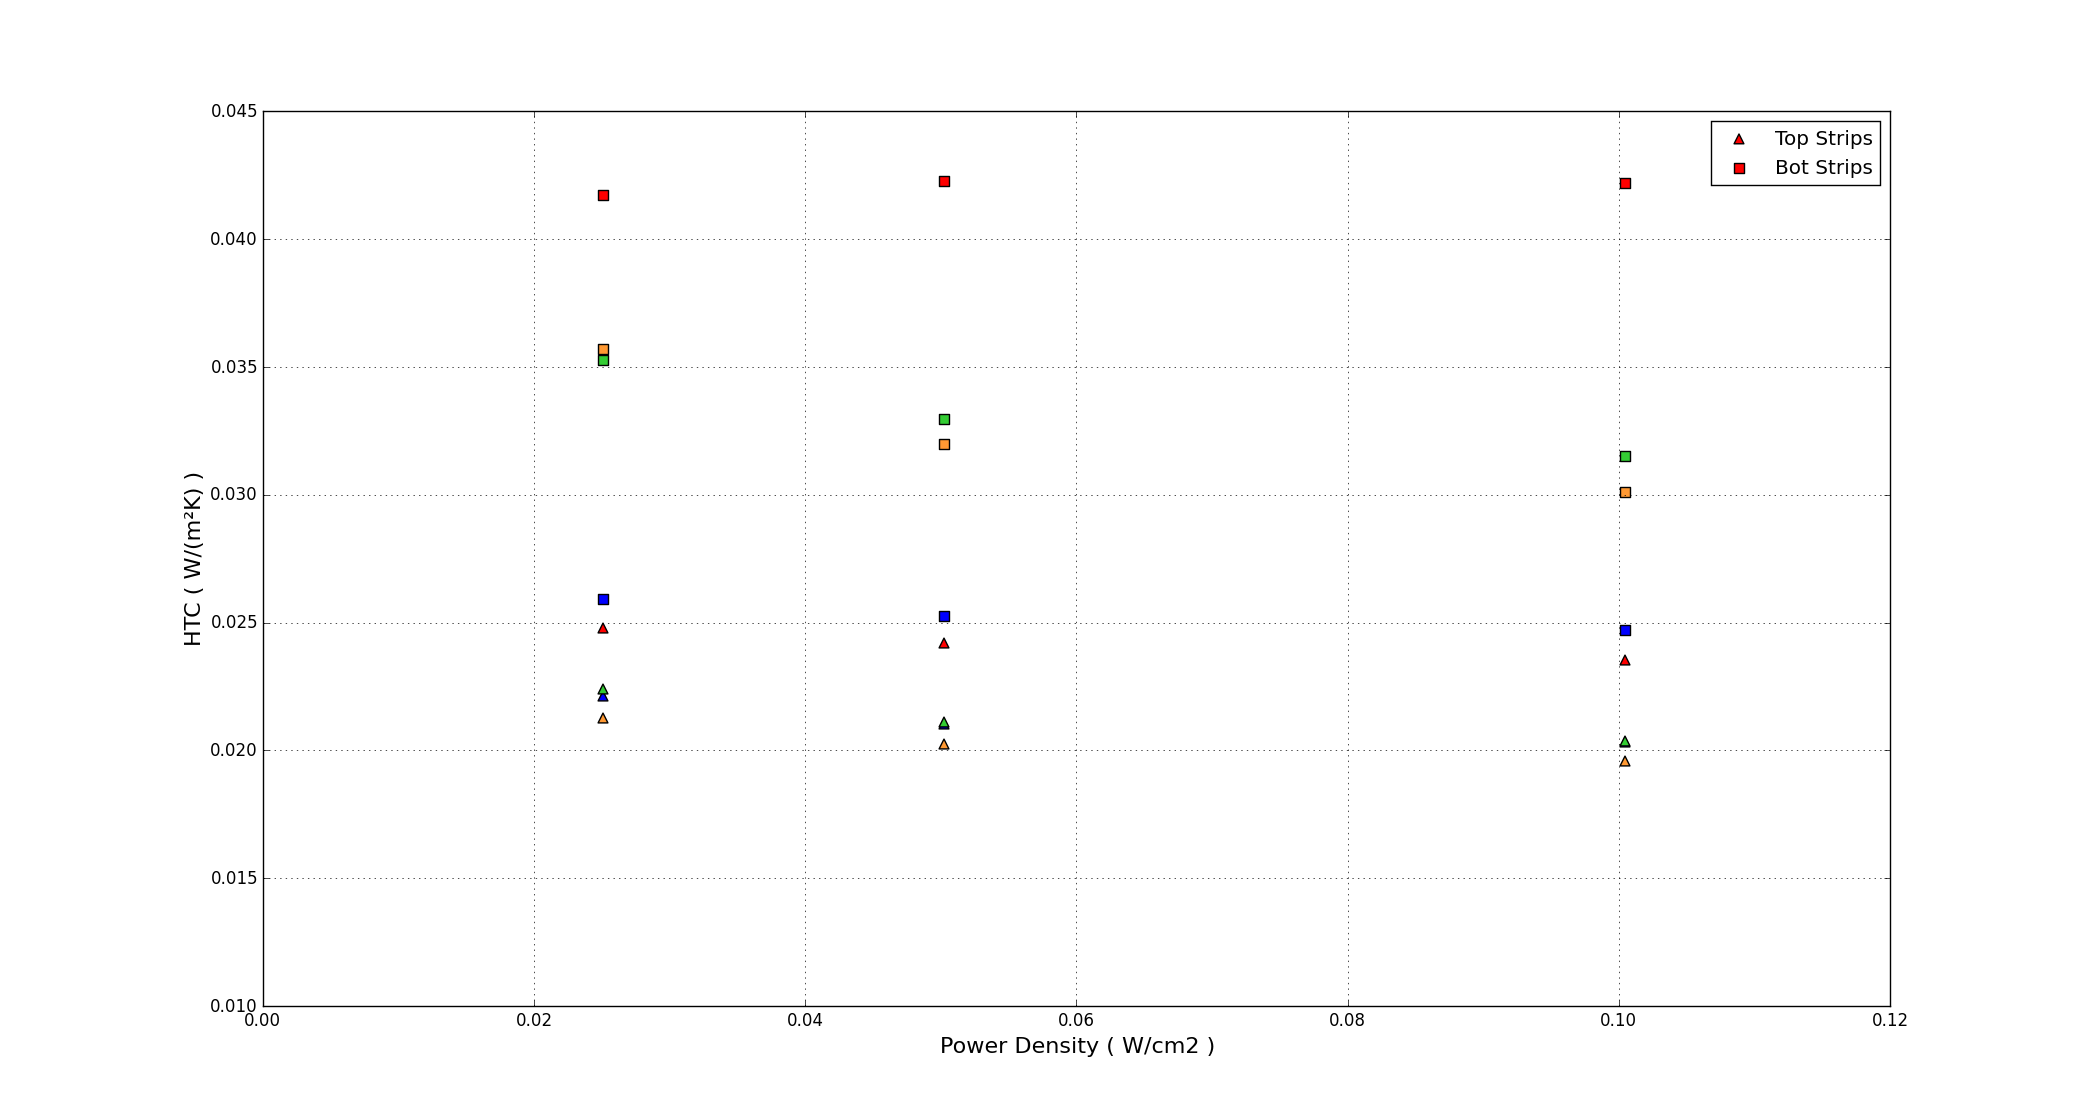 0.045
Top Strips
Bot Strips
0.040
0.035
0.030
HTC ( W/(m²K) )
0.025
0.020
0.015
0.010
0.00 0.02 0.04 0.06 0.08 0.10 0.12
Power Density ( W/cm2 )